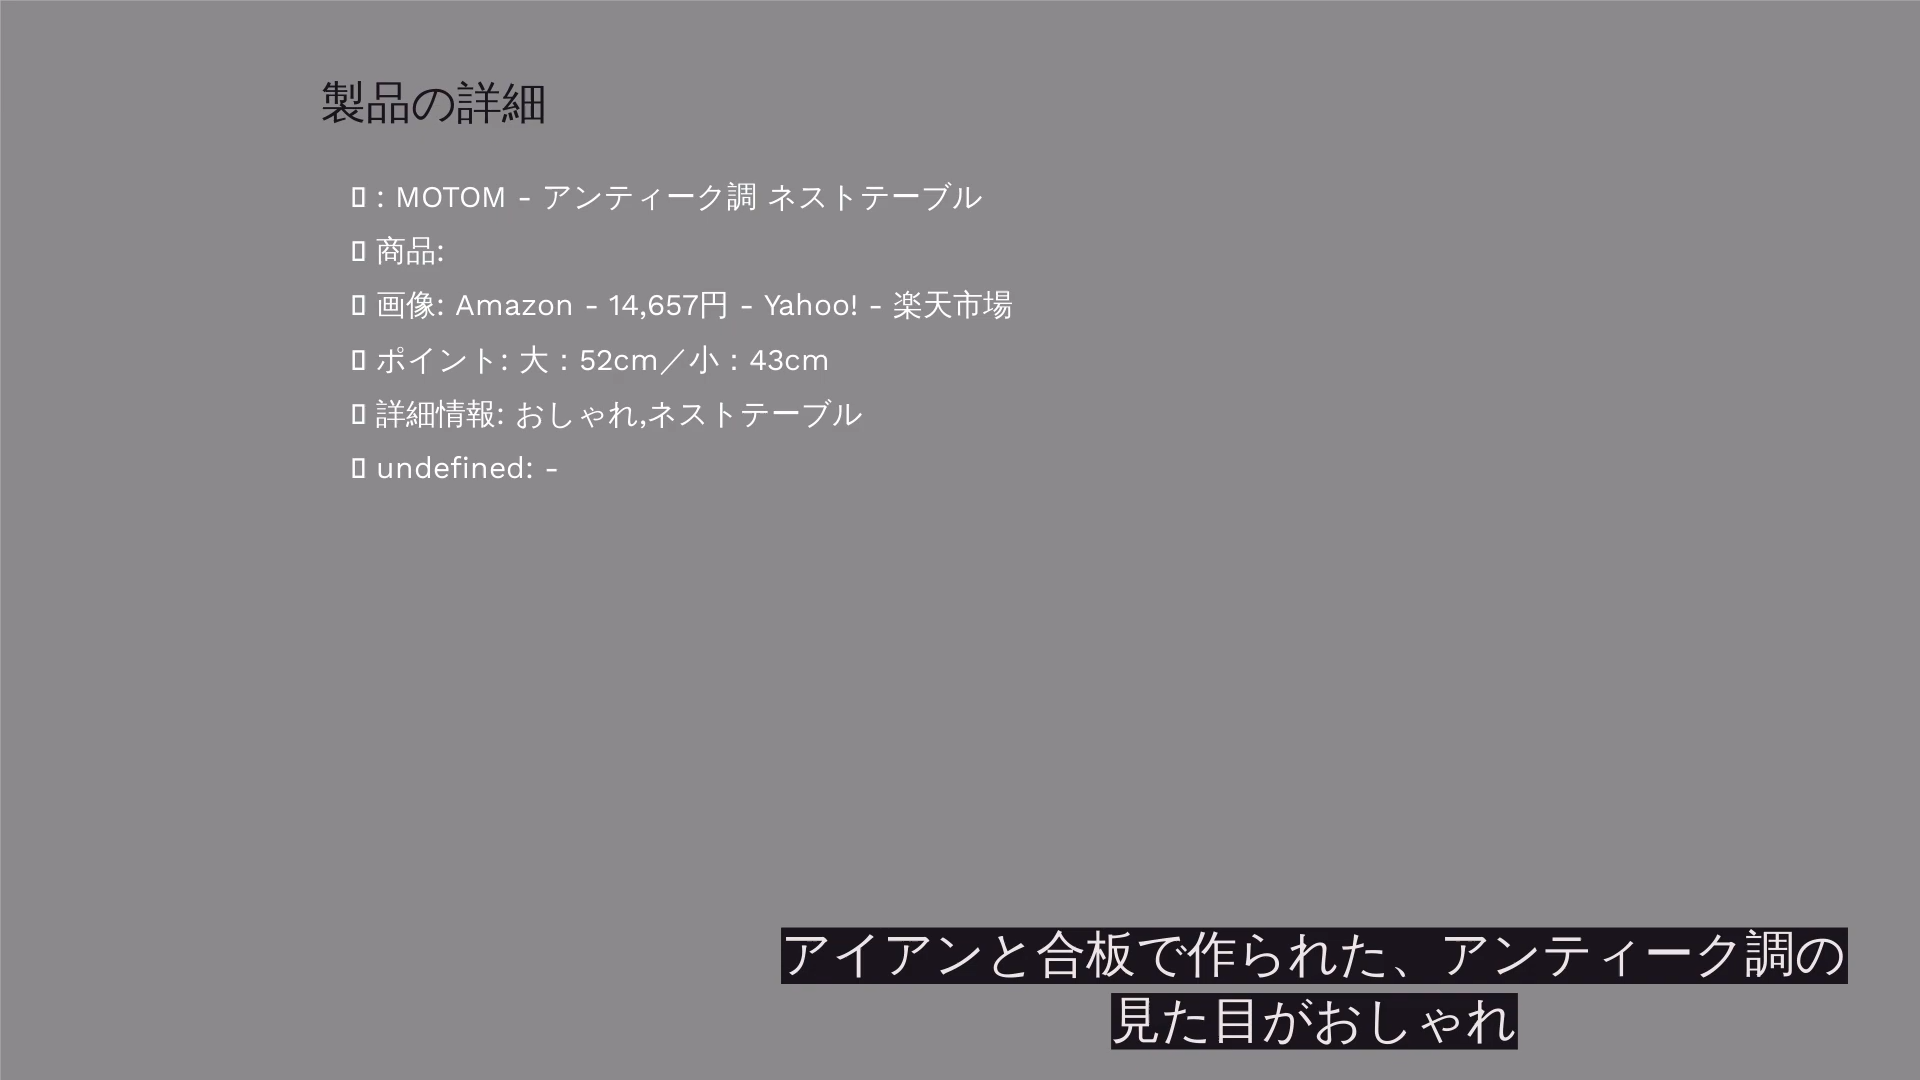 製品の詳細
▯ : MOTOM - アンティーク調 ネストテーブル
▯ 商品:
▯ 画像: Amazon - 14,657円 - Yahoo! - 楽天市場
▯ ポイント: 大：52cm／小：43cm
▯ 詳細情報: おしゃれ,ネストテーブル
▯ undefined: -
アイアンと合板で作られた、アンティーク調の
見た目がおしゃれ